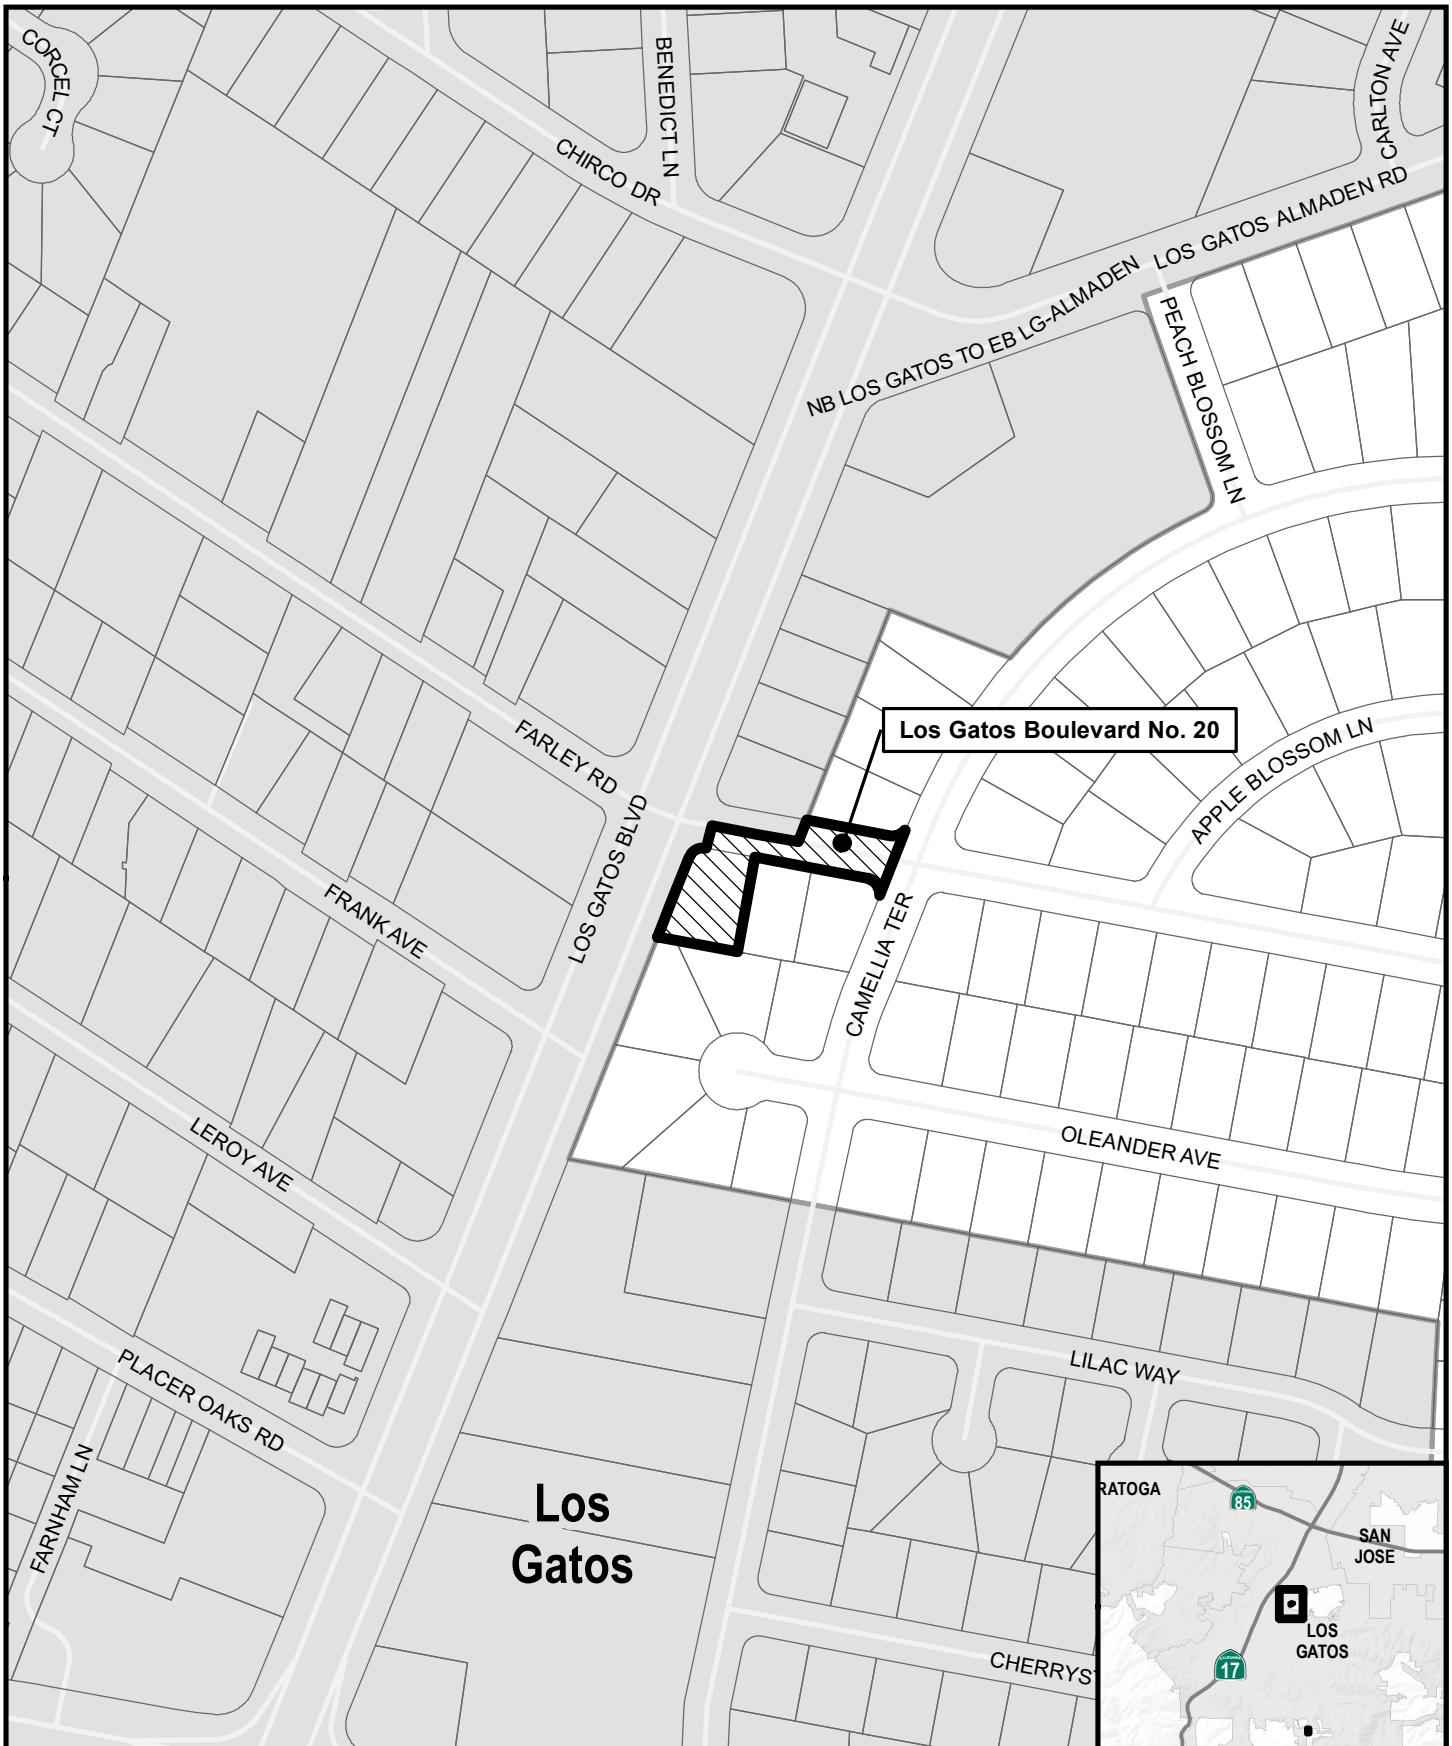 CORCEL CT
BENEDICT LN
CARLTON AVE
CHIRCO DR
LOS GATOS ALMADEN RD
NB LOS GATOS TO EB LG-ALMADEN
PEACH BLOSSOM LN
Los Gatos Boulevard No. 20
FARLEY RD
APPLE BLOSSOM LN
LOS GATOS BLVD
FRANK AVE
CAMELLIA TER
LEROY AVE
OLEANDER AVE
PLACER OAKS RD
LILAC WAY
FARNHAM LN
Los
Gatos
CHERRYS
RATOGA
CALIFORNIA
85
SAN
JOSE
LOS
GATOS
CALIFORNIA
17